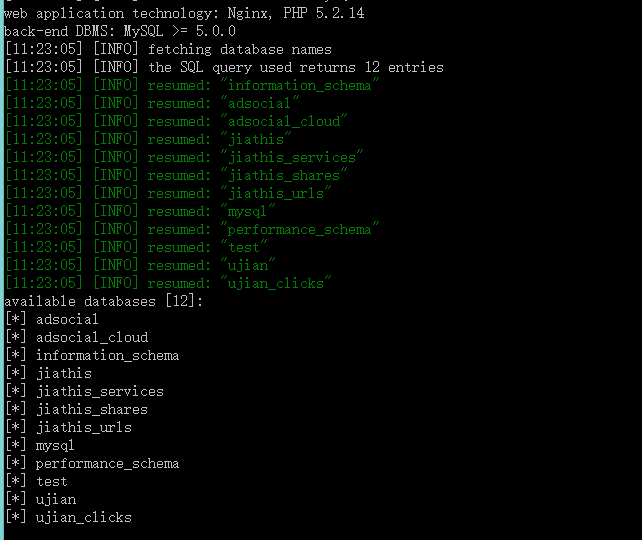 web application technology: Nginx, PHP 5.2.14
back-end DBMS: MySQL >= 5.0.0
[11:23:05] [INFO] fetching database names
[11:23:05] [INFO] the SQL query used returns 12 entries
[11:23:05] [INFO] resumed: "information_schema"
[11:23:05] [INFO] resumed: "adsocial"
[11:23:05] [INFO] resumed: "adsocial_cloud"
[11:23:05] [INFO] resumed: "jiathis"
[11:23:05] [INFO] resumed: "jiathis_services"
[11:23:05] [INFO] resumed: "jiathis_shares"
[11:23:05] [INFO] resumed: "jiathis_urls"
[11:23:05] [INFO] resumed: "mysql"
[11:23:05] [INFO] resumed: "performance_schema"
[11:23:05] [INFO] resumed: "test"
[11:23:05] [INFO] resumed: "ujian"
[11:23:05] [INFO] resumed: "ujian_clicks"
available databases [12]:
[*] adsocial
[*] adsocial_cloud
[*] information_schema
[*] jiathis
[*] jiathis_services
[*] jiathis_shares
[*] jiathis_urls
[*] mysql
[*] performance_schema
[*] test
[*] ujian
[*] ujian_clicks